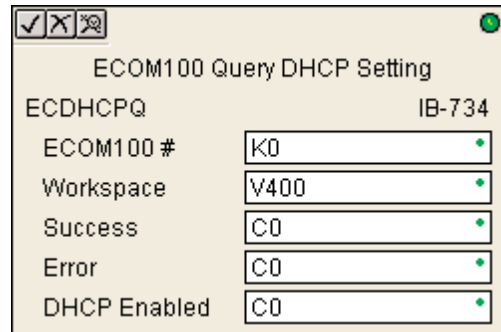 ECOM100 Query DHCP Setting
ECDHCPQ IB-734
ECOM100 # K0
Workspace V400
Success C0
Error C0
DHCP Enabled C0